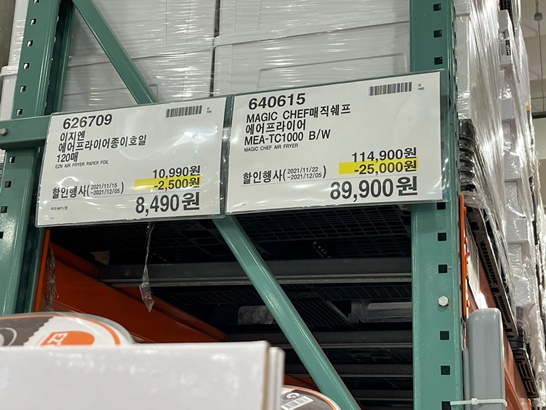 626709
이지엔
에어프라이어종이호일
120매
EZN AIR FRYER PAPER FOIL
10,990원
할인행사(2021/11/15~2021/12/05) -2,500원
8,490원
640615
MAGIC CHEF매직쉐프
에어프라이어
MEA-TC1000 B/W
MAGIC CHEF AIR FRYER
114,900원
할인행사(2021/11/22~2021/12/05) -25,000원
89,900원